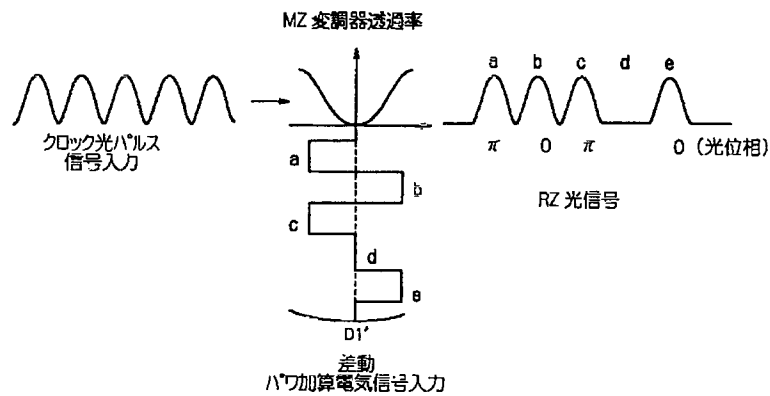 MZ 変調器透過率
クロック光パルス
信号入力
a
b
c
d
e
D1'
差動
パワ加算電気信号入力
a b c d e
π 0 π 0 (光位相)
RZ 光信号